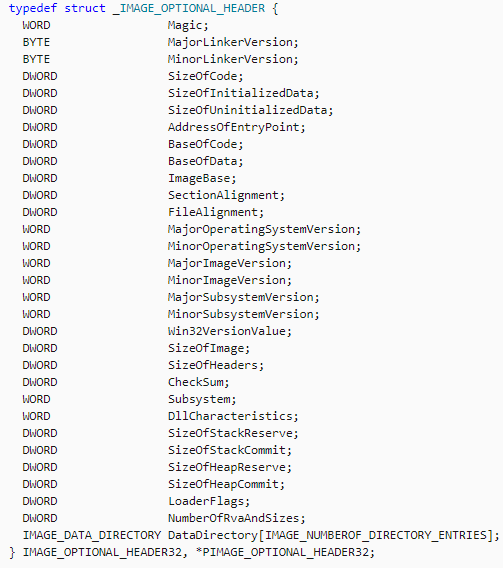 typedef struct _IMAGE_OPTIONAL_HEADER {
  WORD                 Magic;
  BYTE                 MajorLinkerVersion;
  BYTE                 MinorLinkerVersion;
  DWORD                SizeOfCode;
  DWORD                SizeOfInitializedData;
  DWORD                SizeOfUninitializedData;
  DWORD                AddressOfEntryPoint;
  DWORD                BaseOfCode;
  DWORD                BaseOfData;
  DWORD                ImageBase;
  DWORD                SectionAlignment;
  DWORD                FileAlignment;
  WORD                 MajorOperatingSystemVersion;
  WORD                 MinorOperatingSystemVersion;
  WORD                 MajorImageVersion;
  WORD                 MinorImageVersion;
  WORD                 MajorSubsystemVersion;
  WORD                 MinorSubsystemVersion;
  DWORD                Win32VersionValue;
  DWORD                SizeOfImage;
  DWORD                SizeOfHeaders;
  DWORD                CheckSum;
  WORD                 Subsystem;
  WORD                 DllCharacteristics;
  DWORD                SizeOfStackReserve;
  DWORD                SizeOfStackCommit;
  DWORD                SizeOfHeapReserve;
  DWORD                SizeOfHeapCommit;
  DWORD                LoaderFlags;
  DWORD                NumberOfRvaAndSizes;
  IMAGE_DATA_DIRECTORY DataDirectory[IMAGE_NUMBEROF_DIRECTORY_ENTRIES];
} IMAGE_OPTIONAL_HEADER32, *PIMAGE_OPTIONAL_HEADER32;